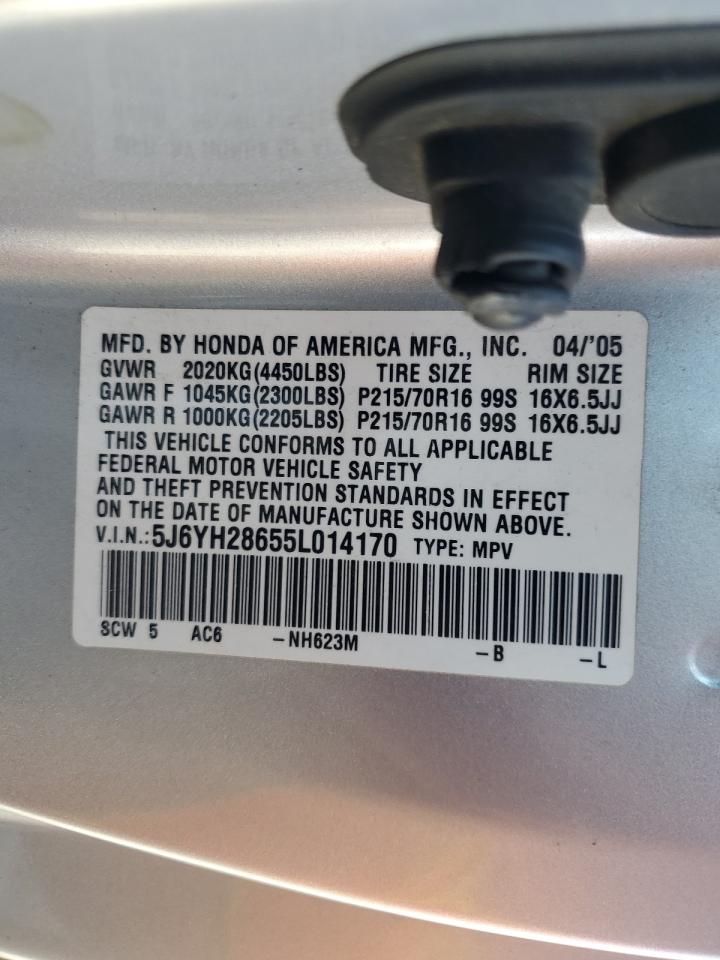 MFD. BY HONDA OF AMERICA MFG., INC. 04/'05
GVWR 2020KG(4450LBS) TIRE SIZE RIM SIZE
GAWR F 1045KG(2300LBS) P215/70R16 99S 16X6.5JJ
GAWR R 1000KG(2205LBS) P215/70R16 99S 16X6.5JJ
THIS VEHICLE CONFORMS TO ALL APPLICABLE
FEDERAL MOTOR VEHICLE SAFETY
AND THEFT PREVENTION STANDARDS IN EFFECT
ON THE DATE OF MANUFACTURE SHOWN ABOVE.
V.I.N.:5J6YH28655L014170 TYPE: MPV
SCW 5 AC6 -NH623M -B -L